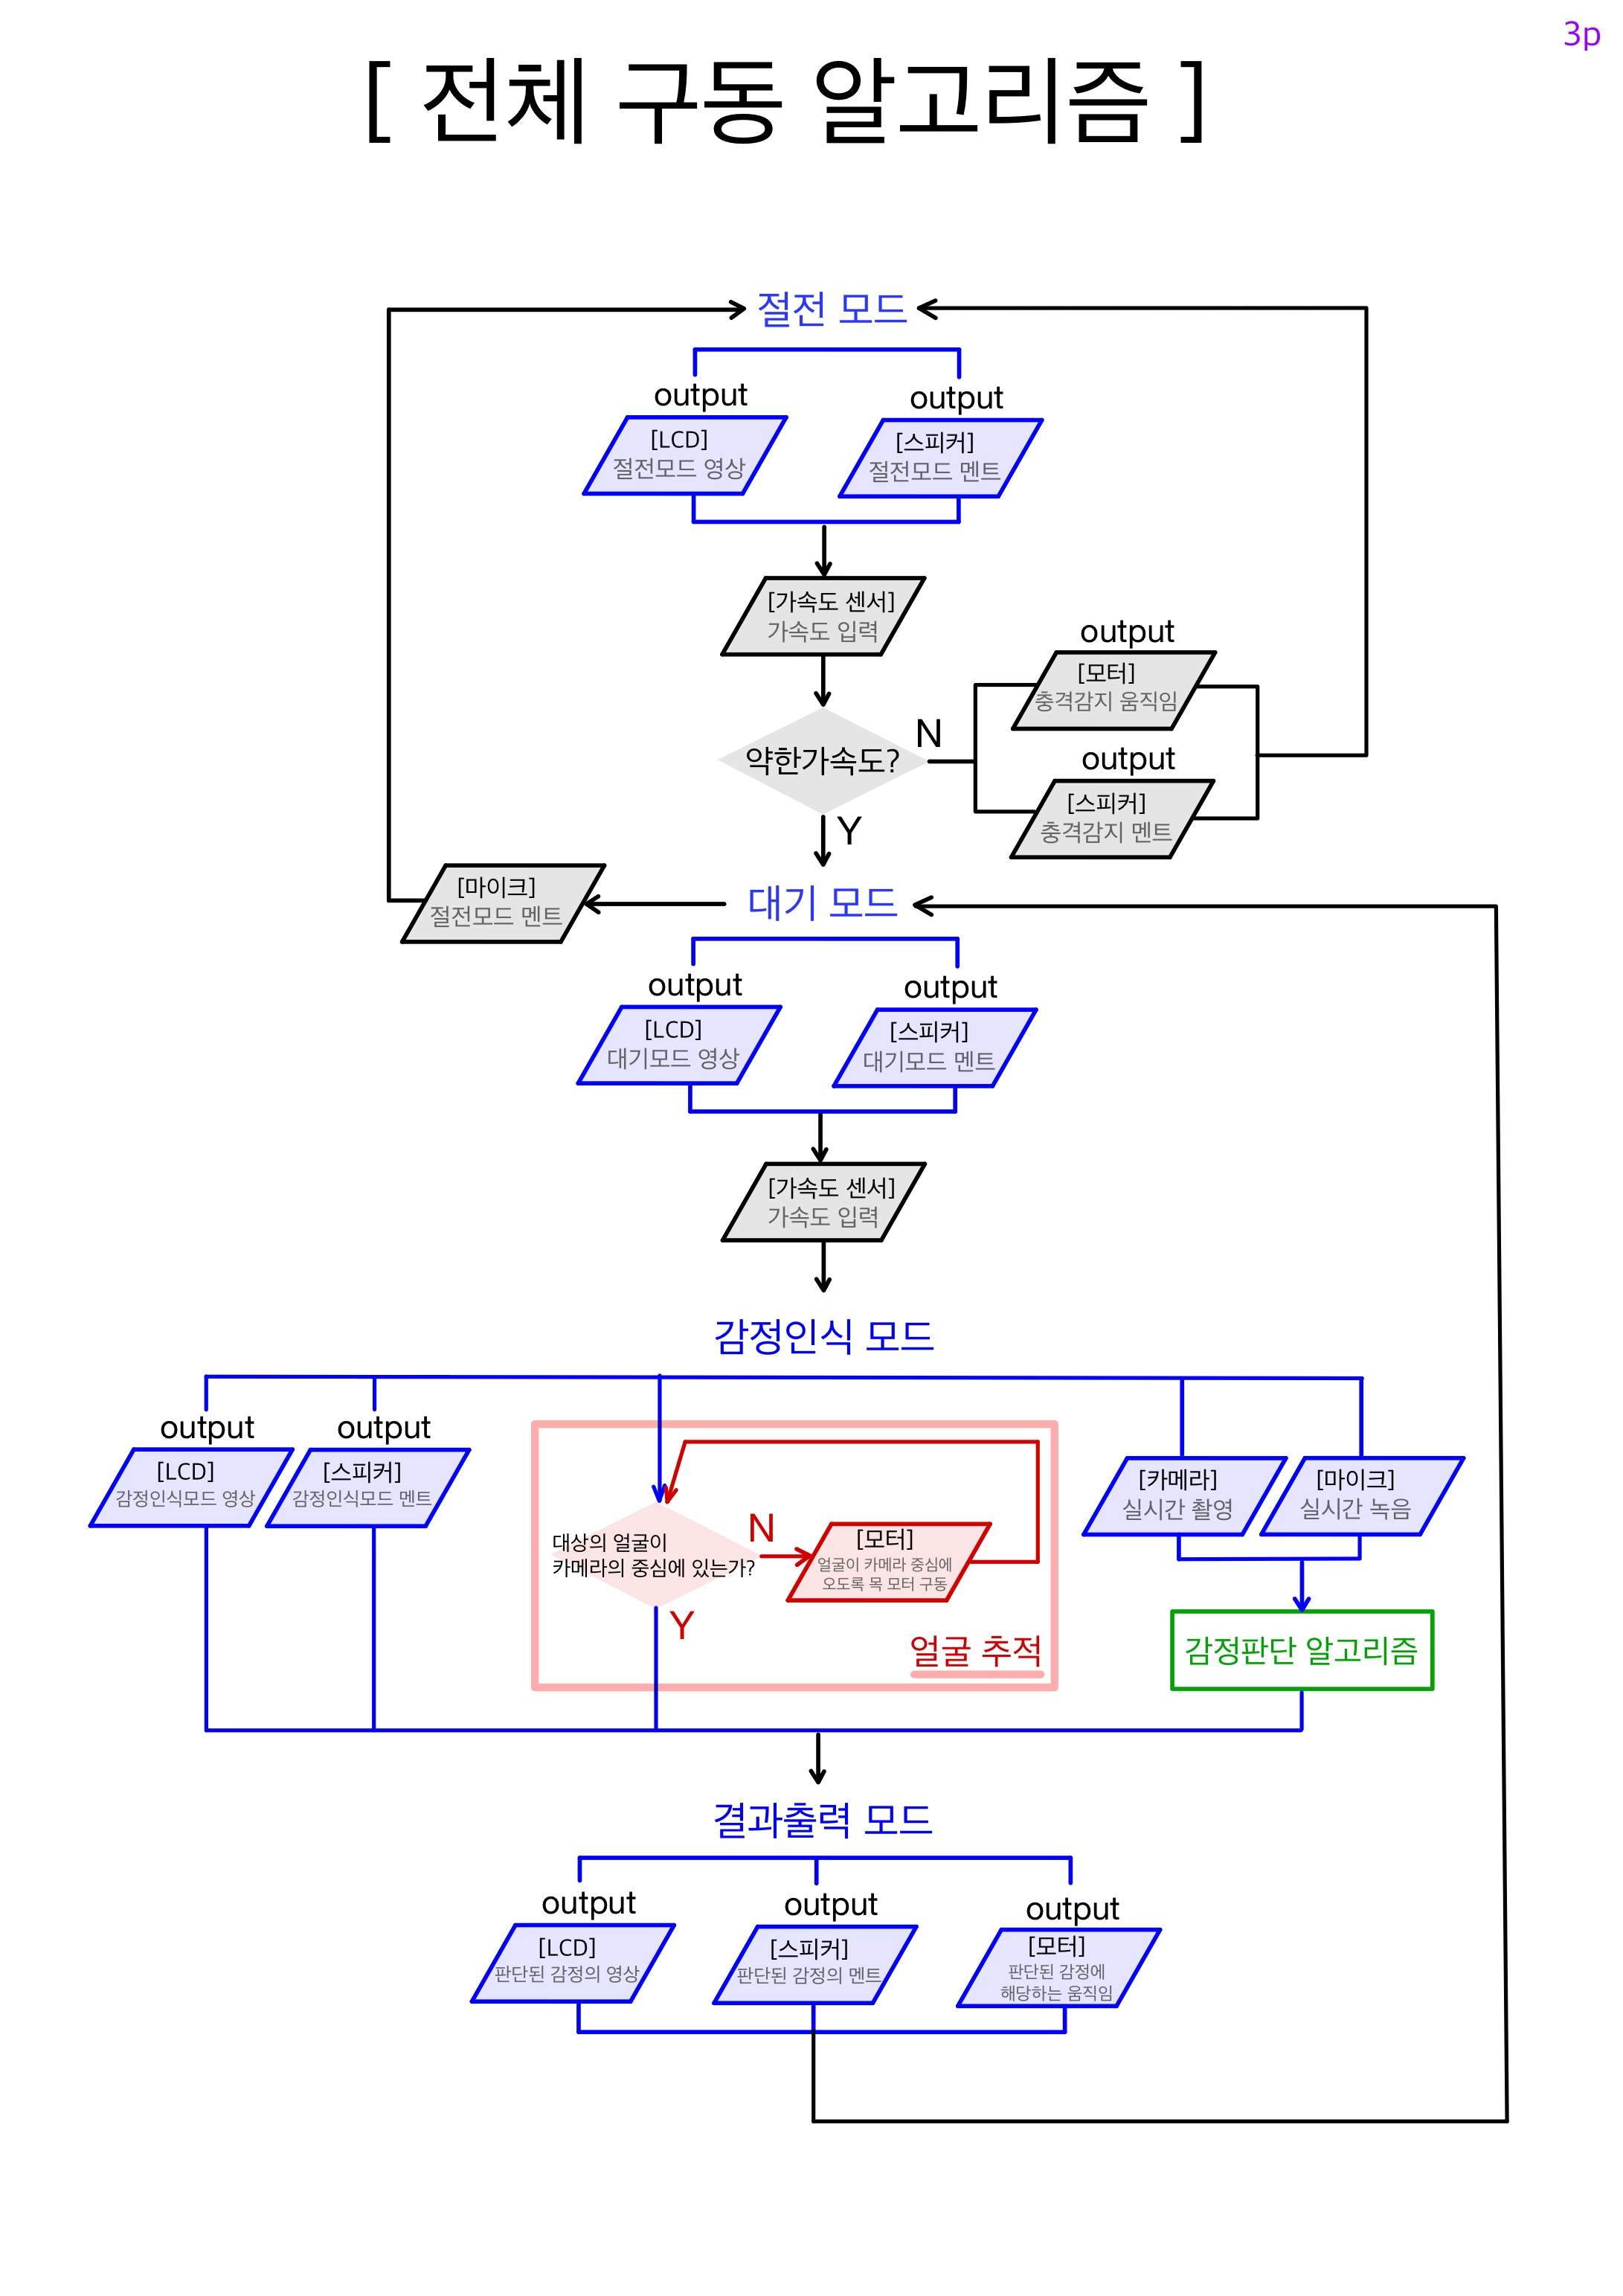 3p
[ 전체 구동 알고리즘 ]
절전 모드
output
[LCD]
절전모드 영상
output
[스피커]
절전모드 멘트
[가속도 센서]
가속도 입력
약한가속도?
N
output
[모터]
충격감지 움직임
output
[스피커]
충격감지 멘트
Y
[마이크]
절전모드 멘트
대기 모드
output
[LCD]
대기모드 영상
output
[스피커]
대기모드 멘트
[가속도 센서]
가속도 입력
감정인식 모드
output
[LCD]
감정인식모드 영상
output
[스피커]
감정인식모드 멘트
대상의 얼굴이
카메라의 중심에 있는가?
N
[모터]
얼굴이 카메라 중심에
오도록 목 모터 구동
Y
얼굴 추적
[카메라]
실시간 촬영
[마이크]
실시간 녹음
감정판단 알고리즘
결과출력 모드
output
[LCD]
판단된 감정의 영상
output
[스피커]
판단된 감정의 멘트
output
[모터]
판단된 감정에
해당하는 움직임